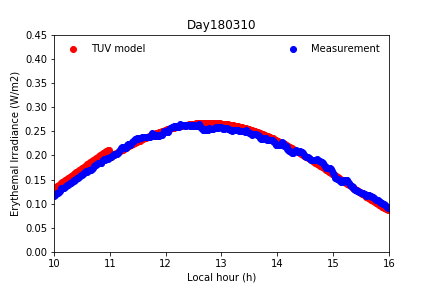 Day180310
TUV model
Measurement
0.45
0.40
0.35
0.30
0.25
0.20
0.15
0.10
0.05
0.00
Erythemal Irradiance (W/m2)
10 11 12 13 14 15 16
Local hour (h)